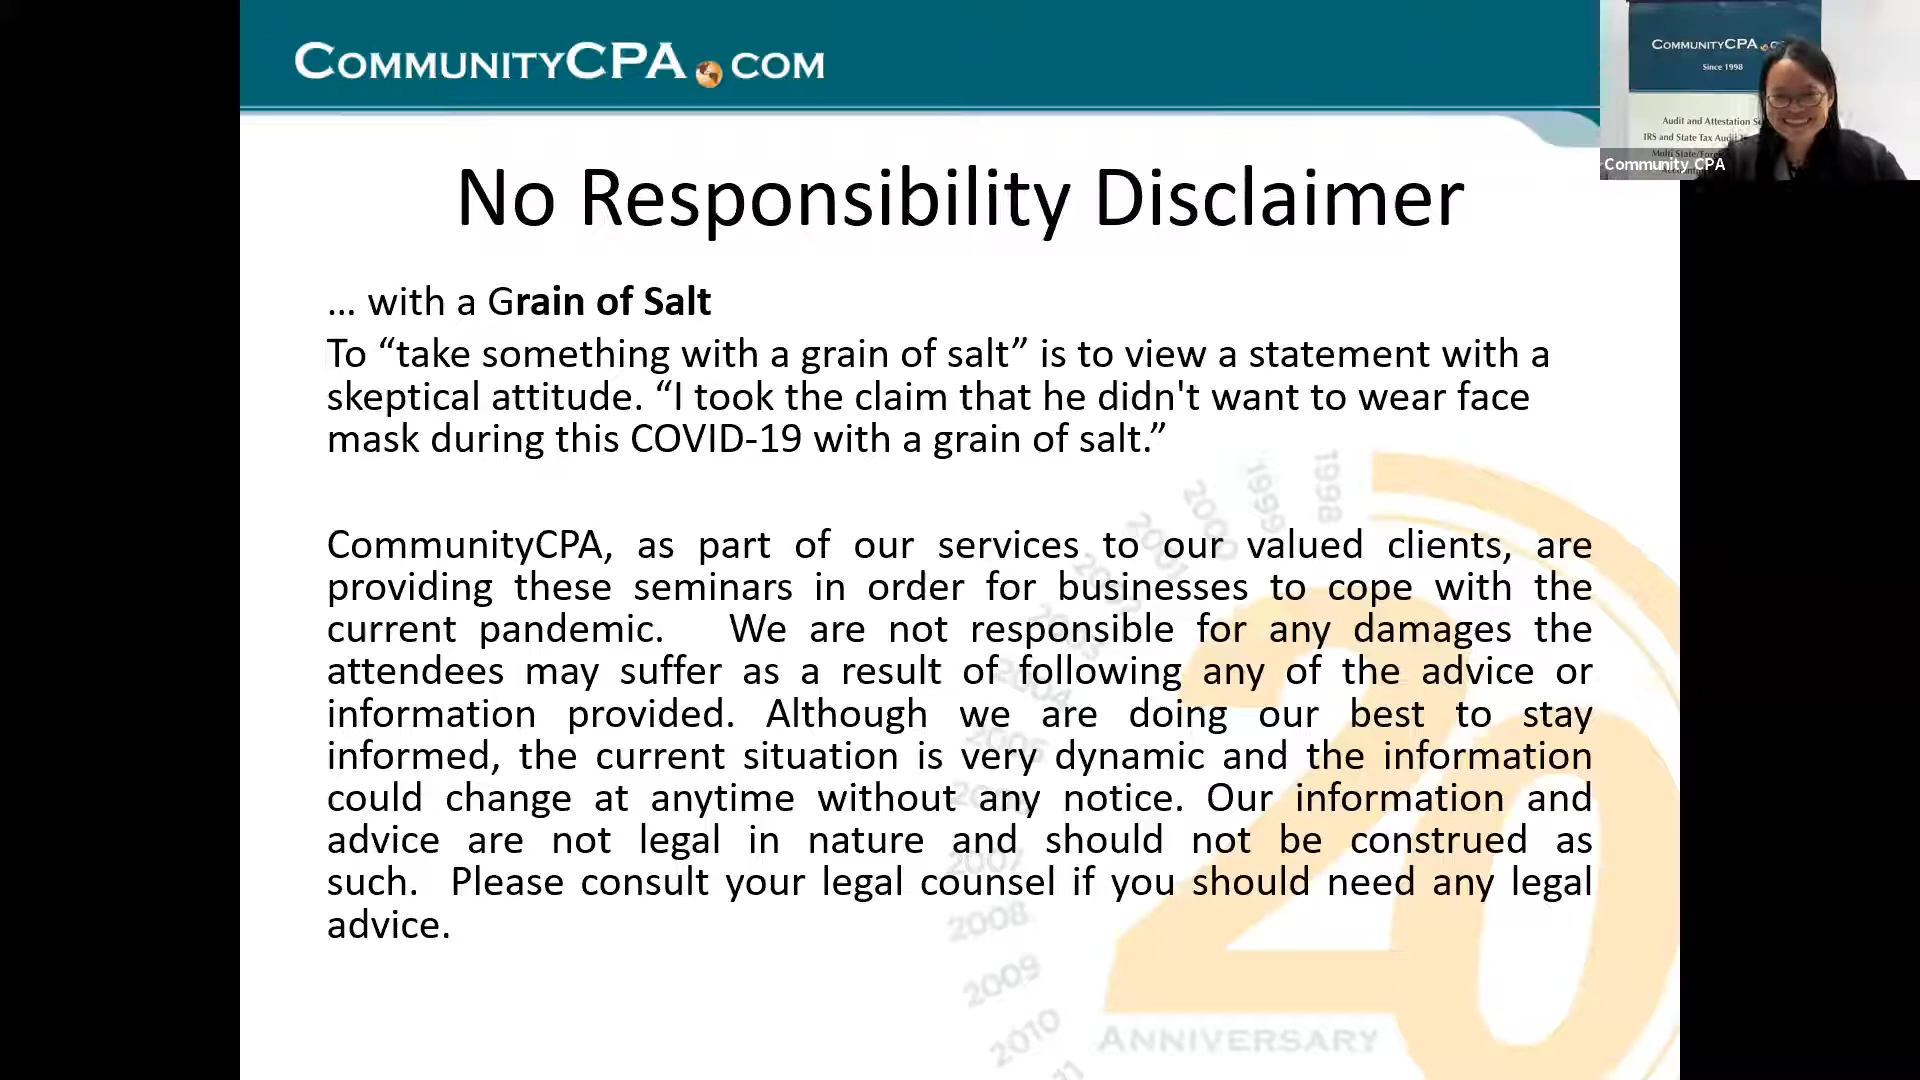 COMMUNITYCPA.COM
COMMUNITYCPA.C
Since 1998
Audit and Attestation S
IRS and State Tax Audit
Multi State/Fore
Community CPA
No Responsibility Disclaimer
... with a Grain of Salt
To “take something with a grain of salt” is to view a statement with a
skeptical attitude. “I took the claim that he didn't want to wear face
mask during this COVID-19 with a grain of salt.”
CommunityCPA, as part of our services to our valued clients, are
providing these seminars in order for businesses to cope with the
current pandemic. We are not responsible for any damages the
attendees may suffer as a result of following any of the advice or
information provided. Although we are doing our best to stay
informed, the current situation is very dynamic and the information
could change at anytime without any notice. Our information and
advice are not legal in nature and should not be construed as
such. Please consult your legal counsel if you should need any legal
advice.
1998
1999
2000
2001
2004
2007
2008
2009
2010
20
ANNIVERSARY